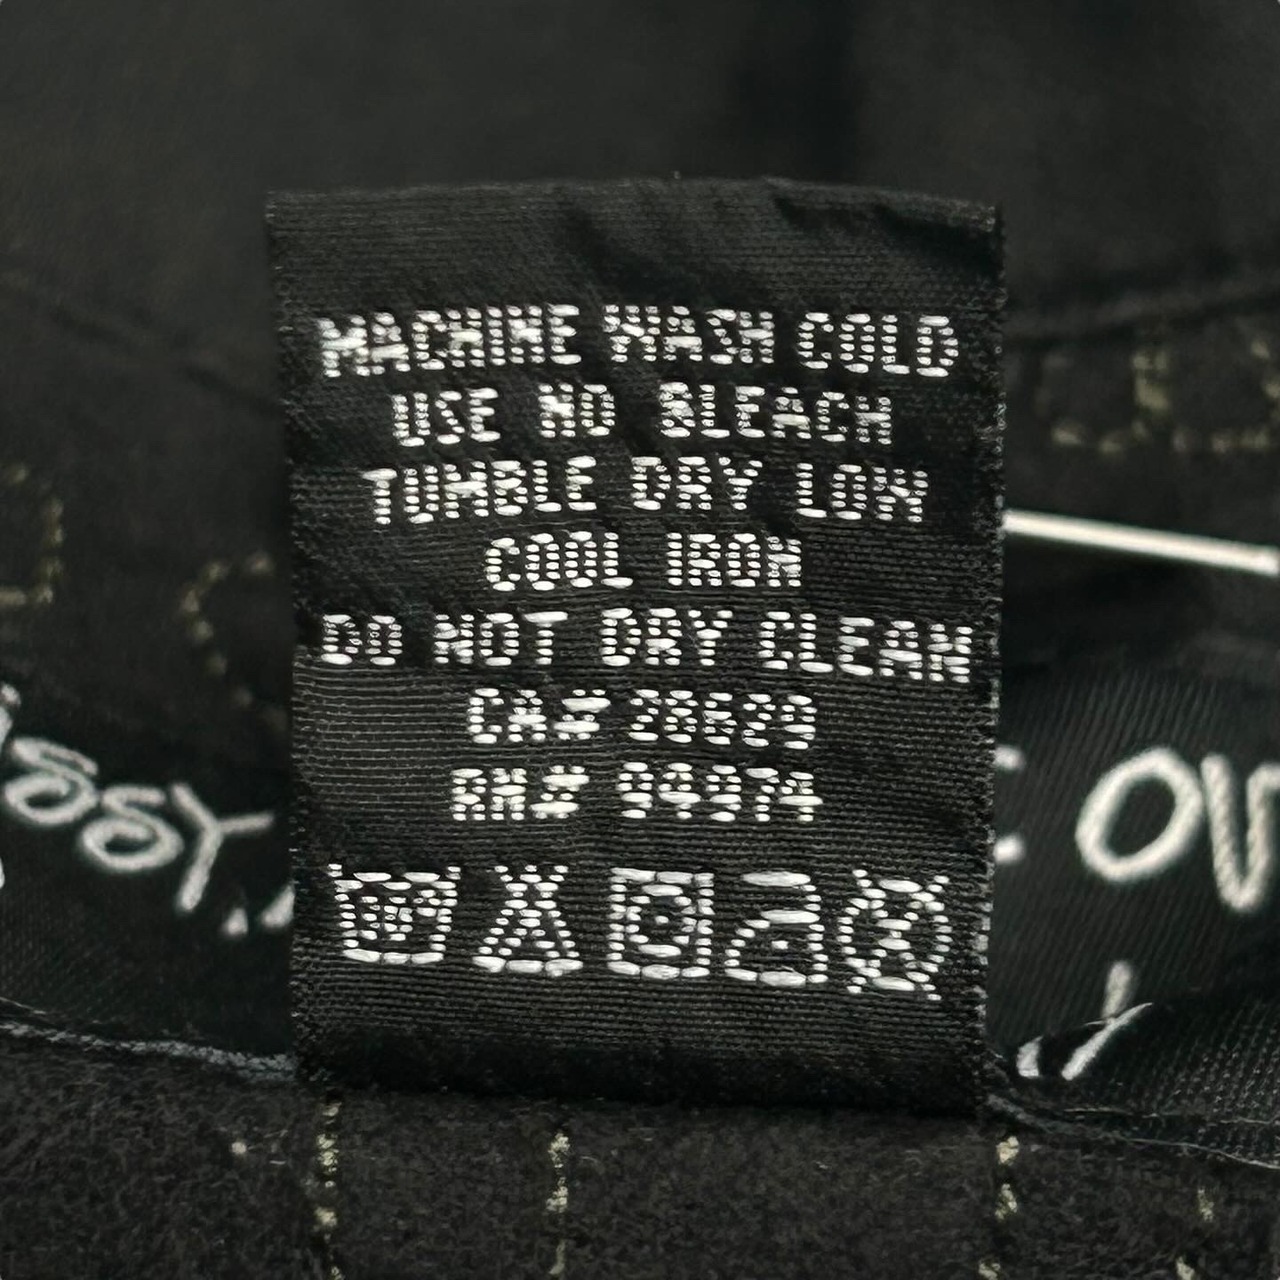 MACHINE WASH COLD
USE NO BLEACH
TUMBLE DRY LOW
COOL IRON
DO NOT DRY CLEAN
CA# 28629
RN# 94974
OV